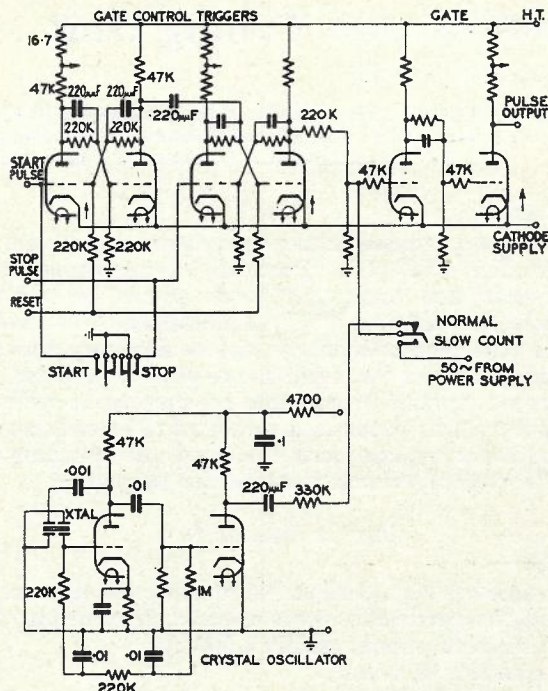 GATE CONTROL TRIGGERS GATE H.T.
16·7
47K 220μμF 220μμF 47K ·220μμF
220K 220K 220K
PULSE OUTPUT
START PULSE
47K 47K
STOP PULSE
220K 220K
CATHODE SUPPLY
RESET
NORMAL
SLOW COUNT
START STOP
50~FROM POWER SUPPLY
4700
47K ·1
·001 ·01 47K
220μμF 330K
XTAL
220K 1M
·01 ·01
CRYSTAL OSCILLATOR
220K